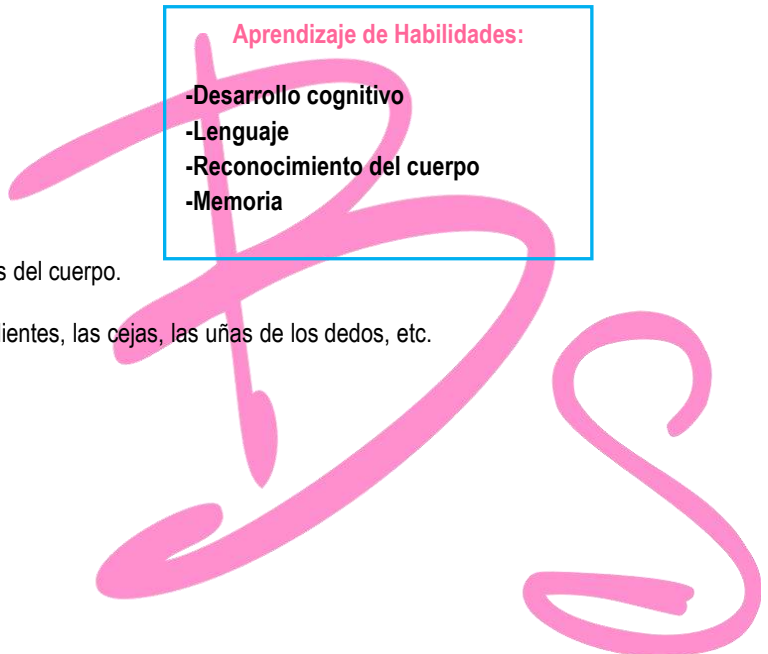 Aprendizaje de Habilidades:
-Desarrollo cognitivo
-Lenguaje
-Reconocimiento del cuerpo
-Memoria
del cuerpo.
las cejas, las uñas de los dedos, etc.
B
S